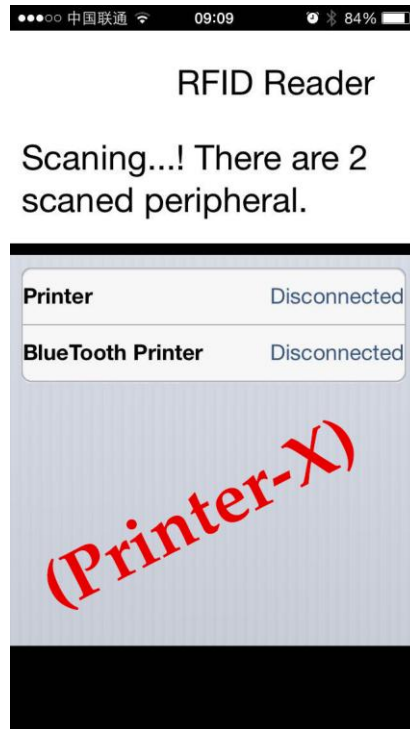 ●●●○○ 中国联通 09:09 84%
RFID Reader
Scaning...! There are 2
scaned peripheral.
Printer Disconnected
BlueTooth Printer Disconnected
(Printer-X)